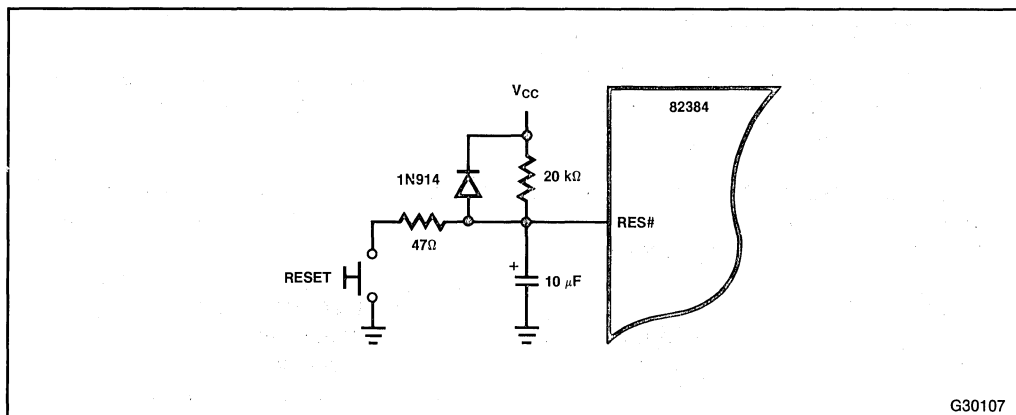 82384
VCC
1N914
20 kΩ
RES#
47Ω
RESET
+
10 μF
G30107